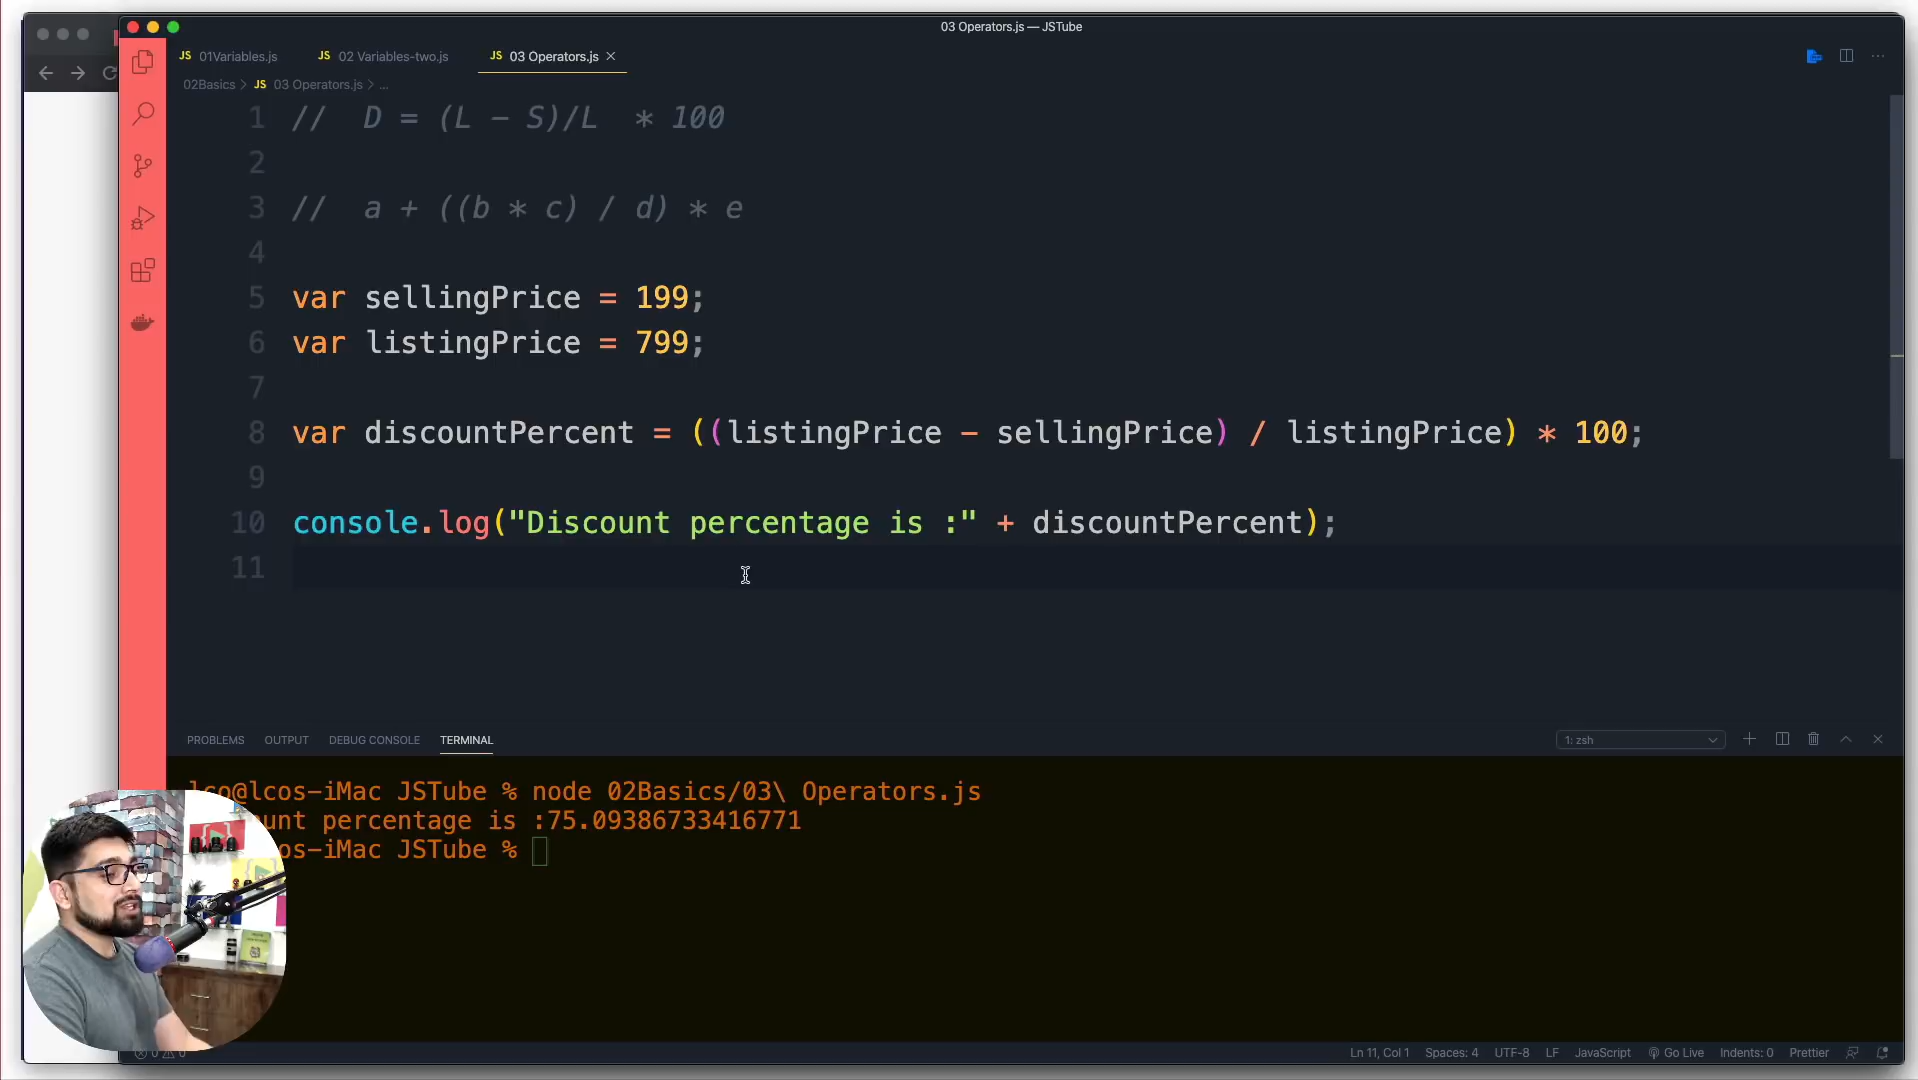 03 Operators.js — JSTube
JS 01Variables.js JS 02 Variables-two.js JS 03 Operators.js
02Basics > JS 03 Operators.js > ...
1 // D = (L - S)/L * 100
2
3 // a + ((b * c) / d) * e
4
5 var sellingPrice = 199;
6 var listingPrice = 799;
7
8 var discountPercent = ((listingPrice - sellingPrice) / listingPrice) * 100;
9
10 console.log("Discount percentage is :" + discountPercent);
11
PROBLEMS OUTPUT DEBUG CONSOLE TERMINAL 1: zsh
lco@lcos-iMac JSTube % node 02Basics/03\ Operators.js
percentage is :75.09386733416771
JSTube %
0 0 Ln 11, Col 1 Spaces: 4 UTF-8 LF JavaScript Go Live Indents: 0 Prettier